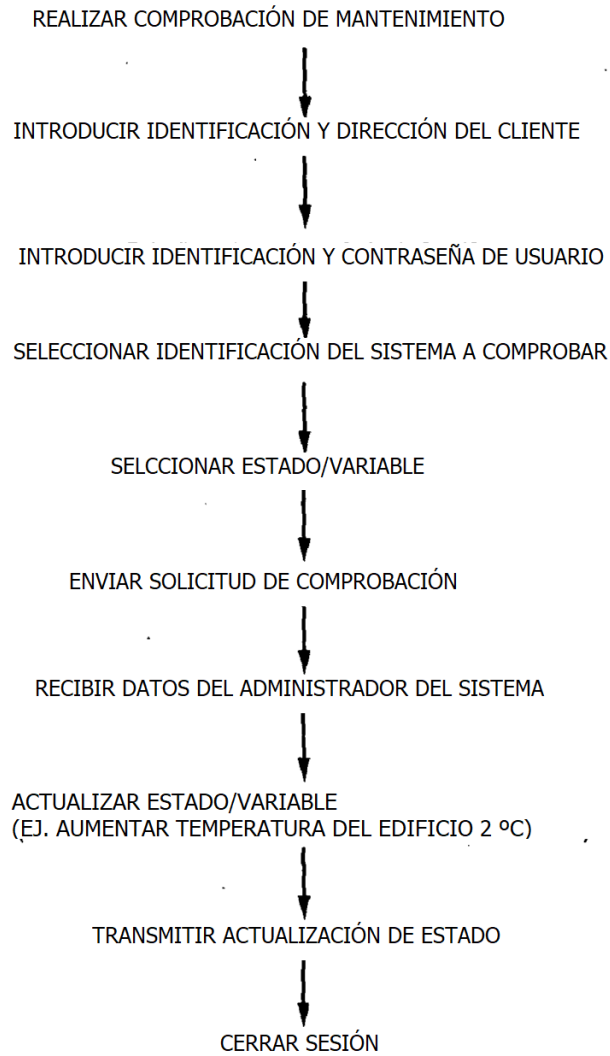 REALIZAR COMPROBACIÓN DE MANTENIMIENTO
INTRODUCIR IDENTIFICACIÓN Y DIRECCIÓN DEL CLIENTE
INTRODUCIR IDENTIFICACIÓN Y CONTRASEÑA DE USUARIO
SELECCIONAR IDENTIFICACIÓN DEL SISTEMA A COMPROBAR
SELCCIONAR ESTADO/VARIABLE
ENVIAR SOLICITUD DE COMPROBACIÓN
RECIBIR DATOS DEL ADMINISTRADOR DEL SISTEMA
ACTUALIZAR ESTADO/VARIABLE
(EJ. AUMENTAR TEMPERATURA DEL EDIFICIO 2 ºC)
TRANSMITIR ACTUALIZACIÓN DE ESTADO
CERRAR SESIÓN